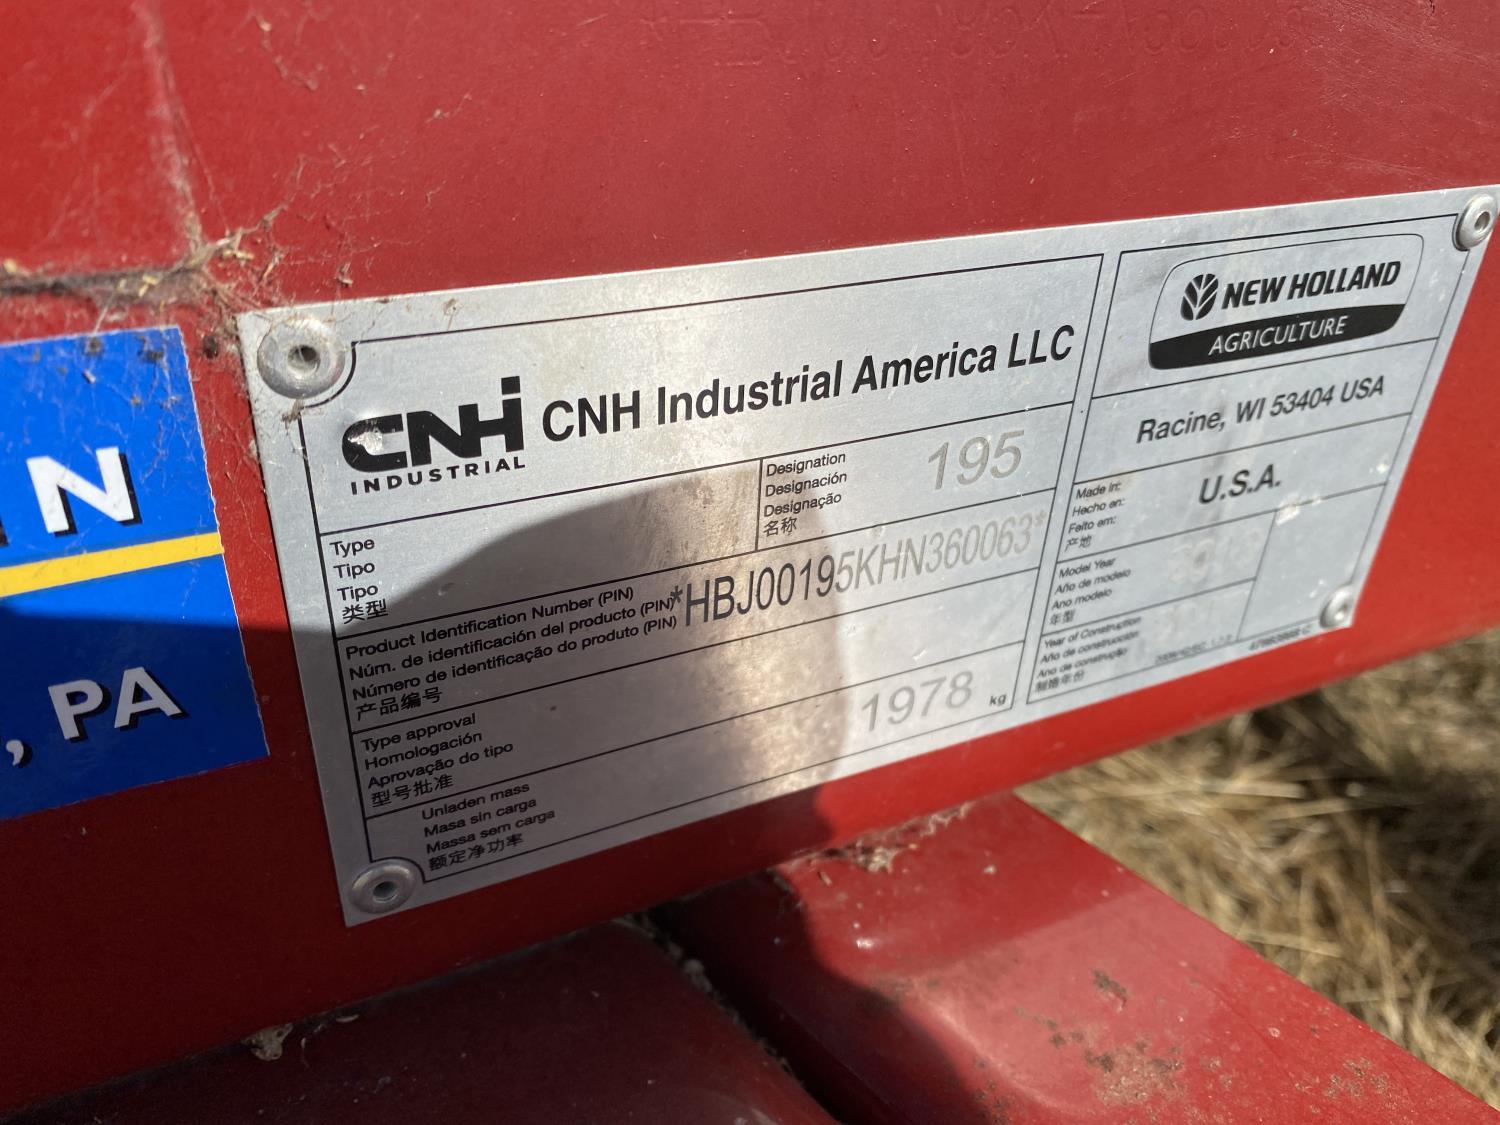 N
, PA
CNH
INDUSTRIAL
CNH Industrial America LLC
Type
Tipo
Tipo
类型
Designation
Designación
Designação
名称
195
Product Identification Number (PIN)
Núm. de identificación del producto (PIN)
Número de identificação do produto (PIN)
产品编号
*HBJ00195KHN360063*
Type approval
Homologación
Aprovação do tipo
型号批准
Unladen mass
Masa sin carga
Massa sem carga
额定净功率
1978 kg
NEW HOLLAND
AGRICULTURE
Racine, WI 53404 USA
Made in:
Hecho en:
Feito em:
产地
U.S.A.
Model Year
Año de modelo
Ano modelo
年型
Year of Construction
Año de construcción
Ano de construção
制造年份